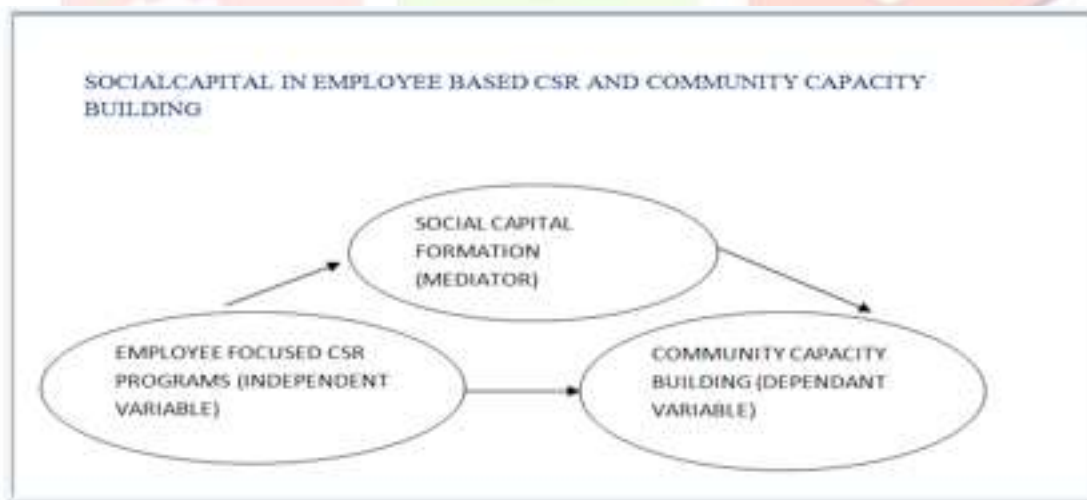 SOCIALCAPITAL IN EMPLOYEE BASED CSR AND COMMUNITY CAPACITY
BUILDING
SOCIAL CAPITAL
FORMATION
(MEDIATOR)
EMPLOYEE FOCUSED CSR
PROGRAMS (INDEPENDENT
VARIABLE)
COMMUNITY CAPACITY
BUILDING (DEPENDANT
VARIABLE)